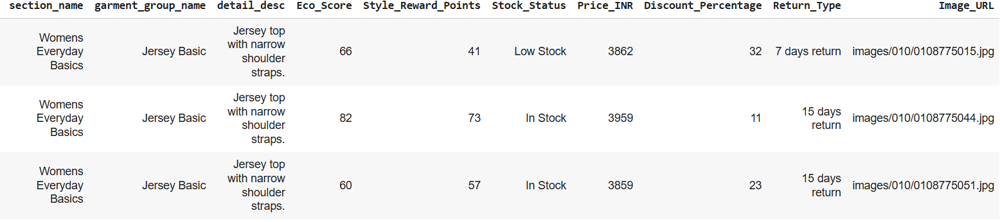 section_name garment_group_name detail_desc Eco_Score Style_Reward_Points Stock_Status Price_INR Discount_Percentage Return_Type Image_URL
Womens Everyday Basics Jersey Basic Jersey top with narrow shoulder straps. 66 41 Low Stock 3862 32 7 days return images/010/0108775015.jpg
Womens Everyday Basics Jersey Basic Jersey top with narrow shoulder straps. 82 73 In Stock 3959 11 15 days return images/010/0108775044.jpg
Womens Everyday Basics Jersey Basic Jersey top with narrow shoulder straps. 60 57 In Stock 3859 23 15 days return images/010/0108775051.jpg